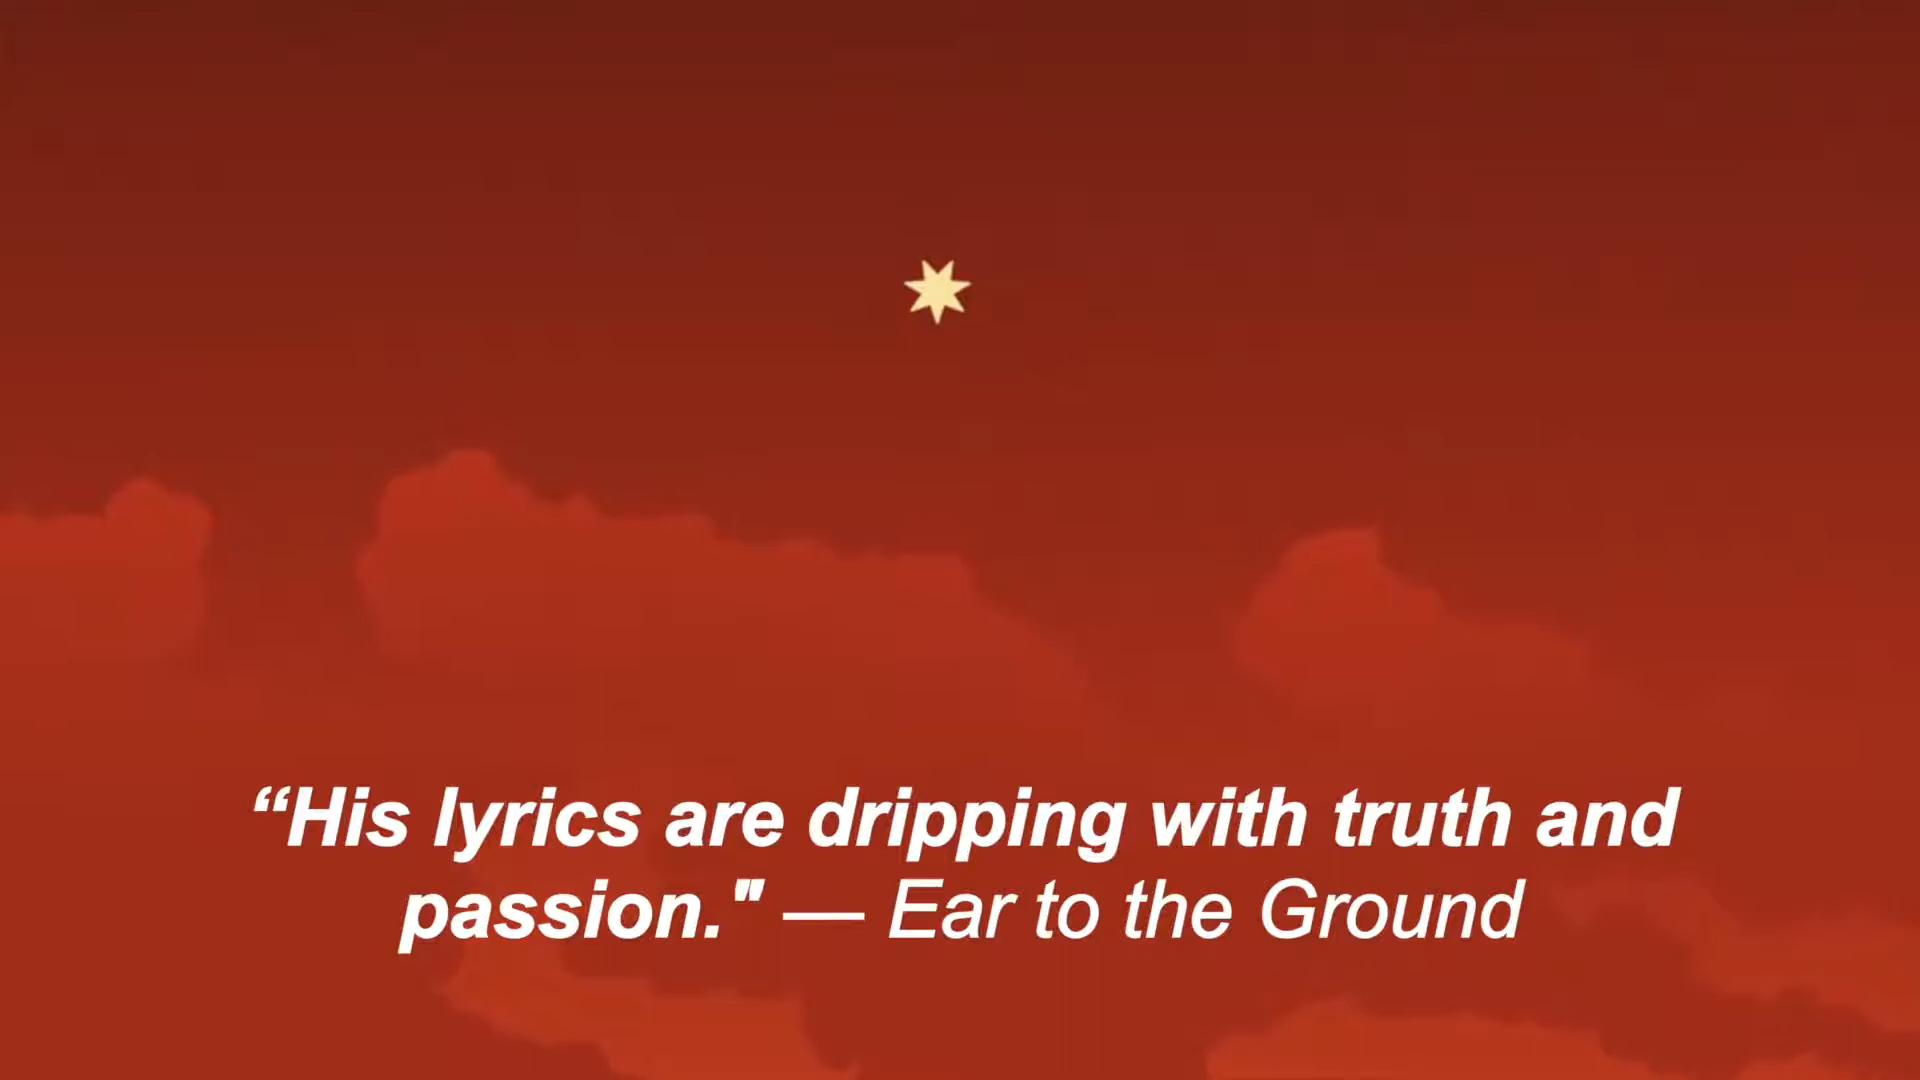 “His lyrics are dripping with truth and
passion." — Ear to the Ground